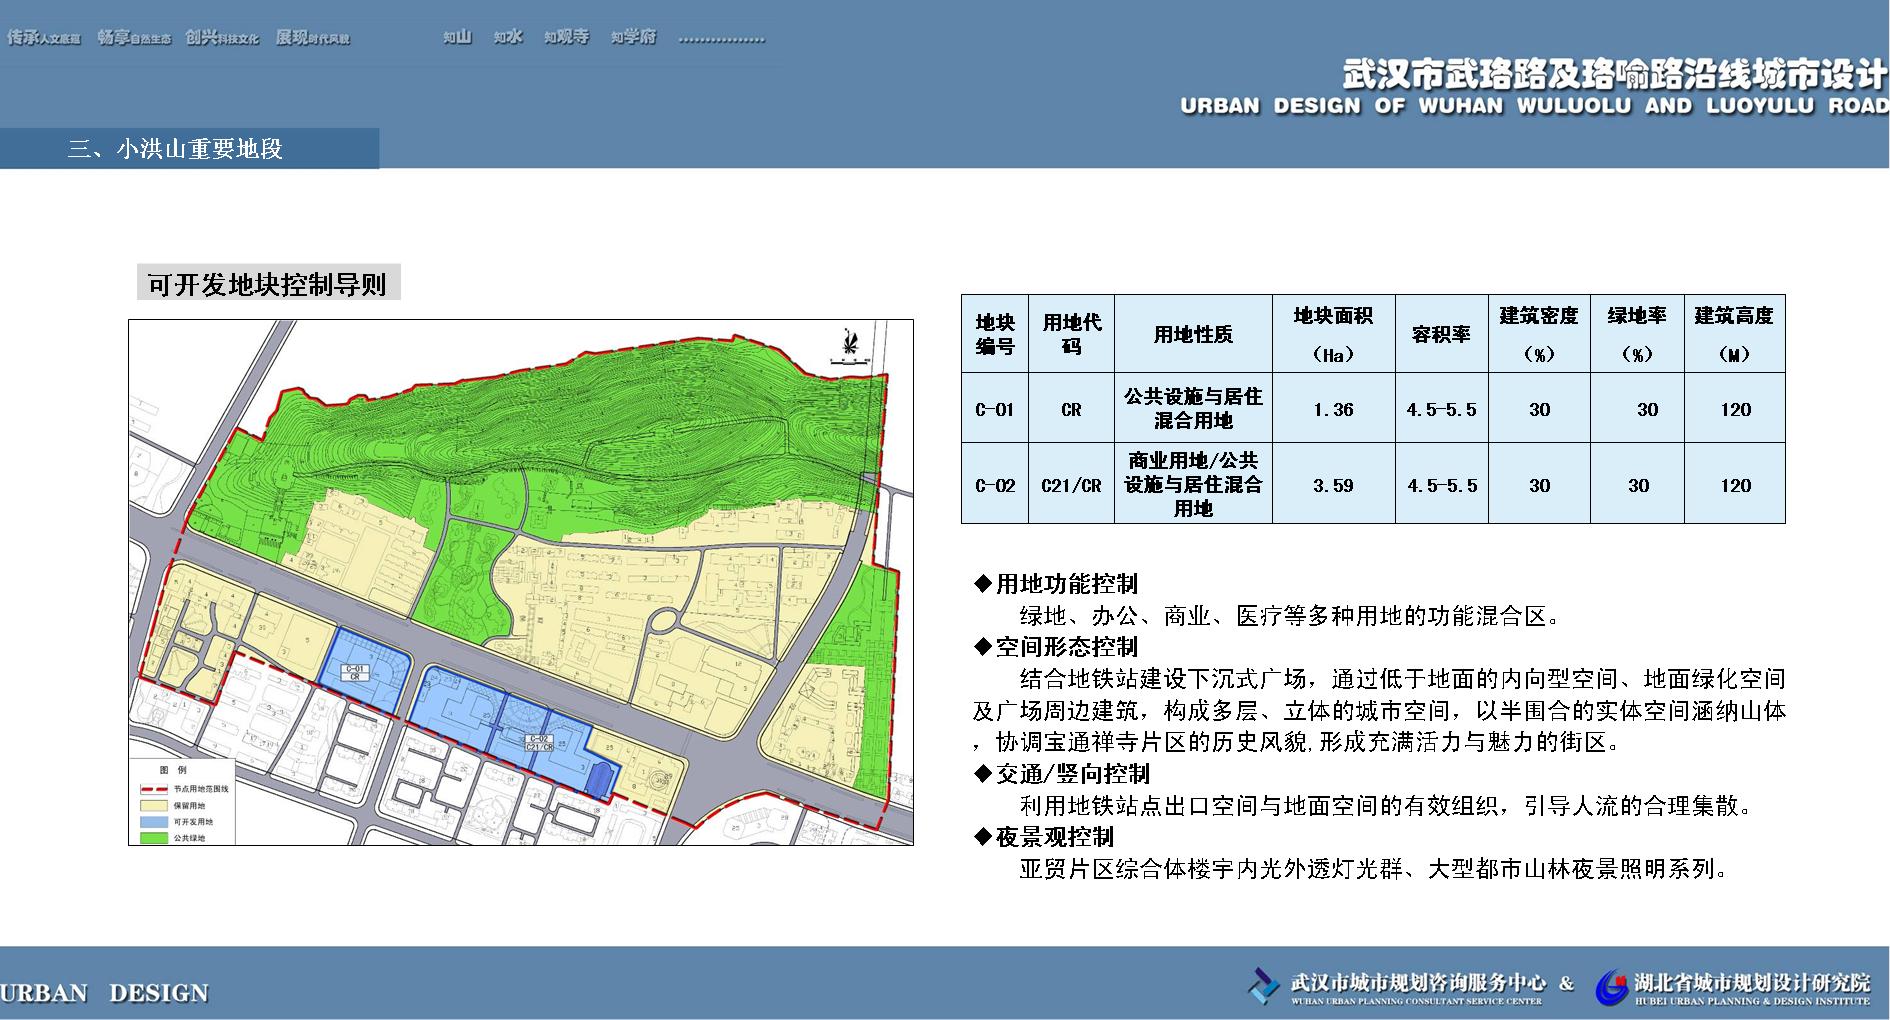 传承人文底蕴 畅享自然生态 创兴科技文化 展现时代风貌 知山 知水 知观寺 知学府 ................
武汉市武珞路及珞喻路沿线城市设计
URBAN DESIGN OF WUHAN WULUOLU AND LUOYULU ROAD
三、小洪山重要地段
可开发地块控制导则
C-01
CR
C-02
C21/CR
图 例
节点用地范围线
保留用地
可开发用地
公共绿地
地块编号 用地代码 用地性质 地块面积（Ha） 容积率 建筑密度（%） 绿地率（%） 建筑高度（M）
C-01 CR 公共设施与居住混合用地 1.36 4.5-5.5 30 30 120
C-02 C21/CR 商业用地/公共设施与居住混合用地 3.59 4.5-5.5 30 30 120
◆用地功能控制
绿地、办公、商业、医疗等多种用地的功能混合区。
◆空间形态控制
结合地铁站建设下沉式广场，通过低于地面的内向型空间、地面绿化空间
及广场周边建筑，构成多层、立体的城市空间，以半围合的实体空间涵纳山体
，协调宝通禅寺片区的历史风貌,形成充满活力与魅力的街区。
◆交通/竖向控制
利用地铁站点出口空间与地面空间的有效组织，引导人流的合理集散。
◆夜景观控制
亚贸片区综合体楼宇内光外透灯光群、大型都市山林夜景照明系列。
URBAN DESIGN
武汉市城市规划咨询服务中心 & 湖北省城市规划设计研究院
WUHAN URBAN PLANNING CONSULTANT SERVICE CENTER HUBEI URBAN PLANNING & DESIGN INSTITUTE